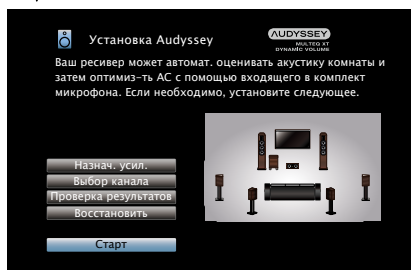 Установка Audyssey
AUDYSSEY
MULTEQ XT
DYNAMIC VOLUME
Ваш ресивер может автомат. оценивать акустику комнаты и
затем оптимиз-ть АС с помощью входящего в комплект
микрофона. Если необходимо, установите следующее.
Назнач. усил.
Выбор канала
Проверка результатов
Восстановить
Старт